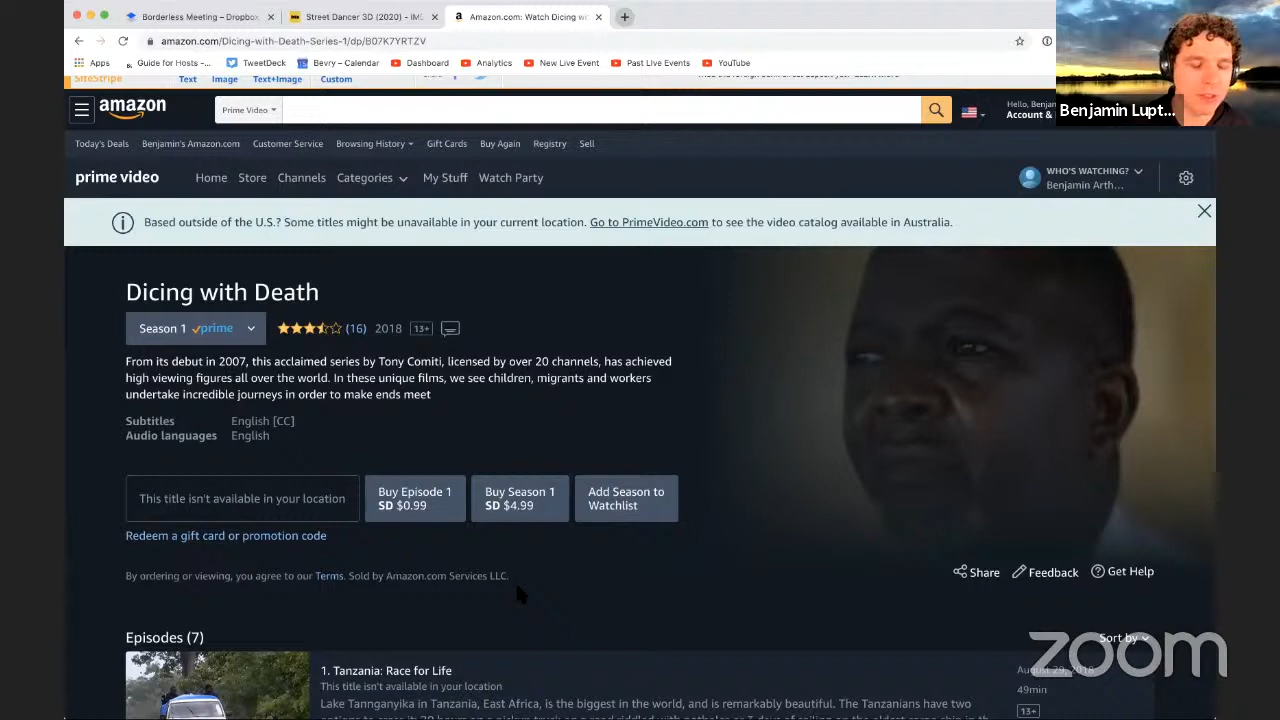 Borderless Meeting – Dropbox
Street Dancer 3D (2020) - IM
Amazon.com: Watch Dicing wi
amazon.com/Dicing-with-Death-Series-1/dp/B07K7YRTZV
Apps
Guide for Hosts -...
TweetDeck
Bevry – Calendar
Dashboard
Analytics
New Live Event
Past Live Events
YouTube
SiteStripe
Text
Image
Text+Image
Custom
amazon
Prime Video
Hello, Benjan
Account &
Benjamin Lupt...
Today's Deals
Benjamin's Amazon.com
Customer Service
Browsing History
Gift Cards
Buy Again
Registry
Sell
prime video
Home
Store
Channels
Categories
My Stuff
Watch Party
WHO'S WATCHING?
Benjamin Arth...
Based outside of the U.S.? Some titles might be unavailable in your current location. Go to PrimeVideo.com to see the video catalog available in Australia.
Dicing with Death
Season 1 prime
(16) 2018 13+
From its debut in 2007, this acclaimed series by Tony Comiti, licensed by over 20 channels, has achieved
high viewing figures all over the world. In these unique films, we see children, migrants and workers
undertake incredible journeys in order to make ends meet
Subtitles English [CC]
Audio languages English
This title isn't available in your location
Buy Episode 1
SD $0.99
Buy Season 1
SD $4.99
Add Season to
Watchlist
Redeem a gift card or promotion code
By ordering or viewing, you agree to our Terms. Sold by Amazon.com Services LLC.
Share
Feedback
Get Help
Episodes (7)
Sort by
zoom
1. Tanzania: Race for Life
August 29, 2018
This title isn't available in your location
49min
Lake Tannganyika in Tanzania, East Africa, is the biggest in the world, and is remarkably beautiful. The Tanzanians have two
13+